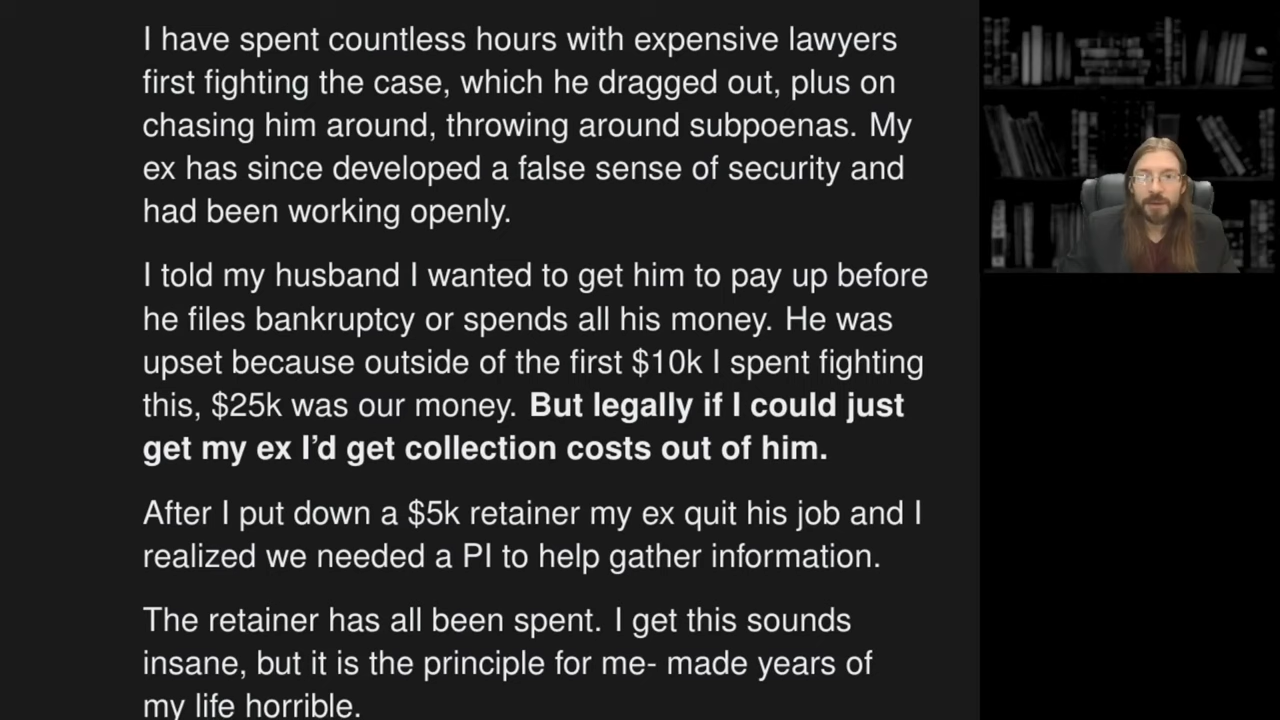 I have spent countless hours with expensive lawyers
first fighting the case, which he dragged out, plus on
chasing him around, throwing around subpoenas. My
ex has since developed a false sense of security and
had been working openly.
I told my husband I wanted to get him to pay up before
he files bankruptcy or spends all his money. He was
upset because outside of the first $10k I spent fighting
this, $25k was our money. But legally if I could just
get my ex I’d get collection costs out of him.
After I put down a $5k retainer my ex quit his job and I
realized we needed a PI to help gather information.
The retainer has all been spent. I get this sounds
insane, but it is the principle for me- made years of
my life horrible.